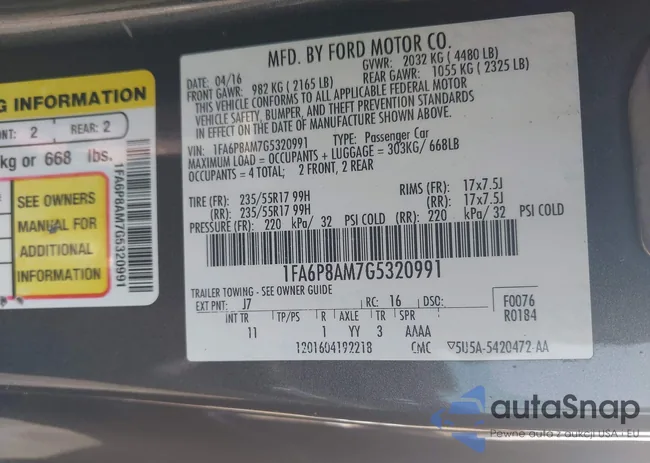 G INFORMATION
NT: 2 REAR: 2
kg or 668 lbs.
SEE OWNERS
MANUAL FOR
ADDITIONAL
INFORMATION
1FA6P8AM7G5320991
MFD. BY FORD MOTOR CO.
DATE: 04/16 GVWR: 2032 KG ( 4480 LB)
FRONT GAWR: 982 KG ( 2165 LB) REAR GAWR: 1055 KG ( 2325 LB)
THIS VEHICLE CONFORMS TO ALL APPLICABLE FEDERAL MOTOR
VEHICLE SAFETY, BUMPER, AND THEFT PREVENTION STANDARDS
IN EFFECT ON THE DATE OF MANUFACTURE SHOWN ABOVE.
VIN: 1FA6P8AM7G5320991 TYPE: Passenger Car
MAXIMUM LOAD = OCCUPANTS + LUGGAGE = 303KG/ 668LB
OCCUPANTS = 4 TOTAL; 2 FRONT, 2 REAR
TIRE (FR): 235/55R17 99H RIMS (FR): 17x7.5J
(RR): 235/55R17 99H (RR): 17x7.5J
PRESSURE (FR): 220 kPa/ 32 PSI COLD (RR): 220 kPa/ 32 PSI COLD
1FA6P8AM7G5320991
TRAILER TOWING - SEE OWNER GUIDE
EXT PNT: J7 RC: 16 DSO: F0076
INT TR TP/PS R AXLE TR SPR R0184
11 1 YY 3 AAAA
1201604192218 CMC ▽5U5A-5420472-AA
autaSnap
Pewne auta z aukcji USA i EU